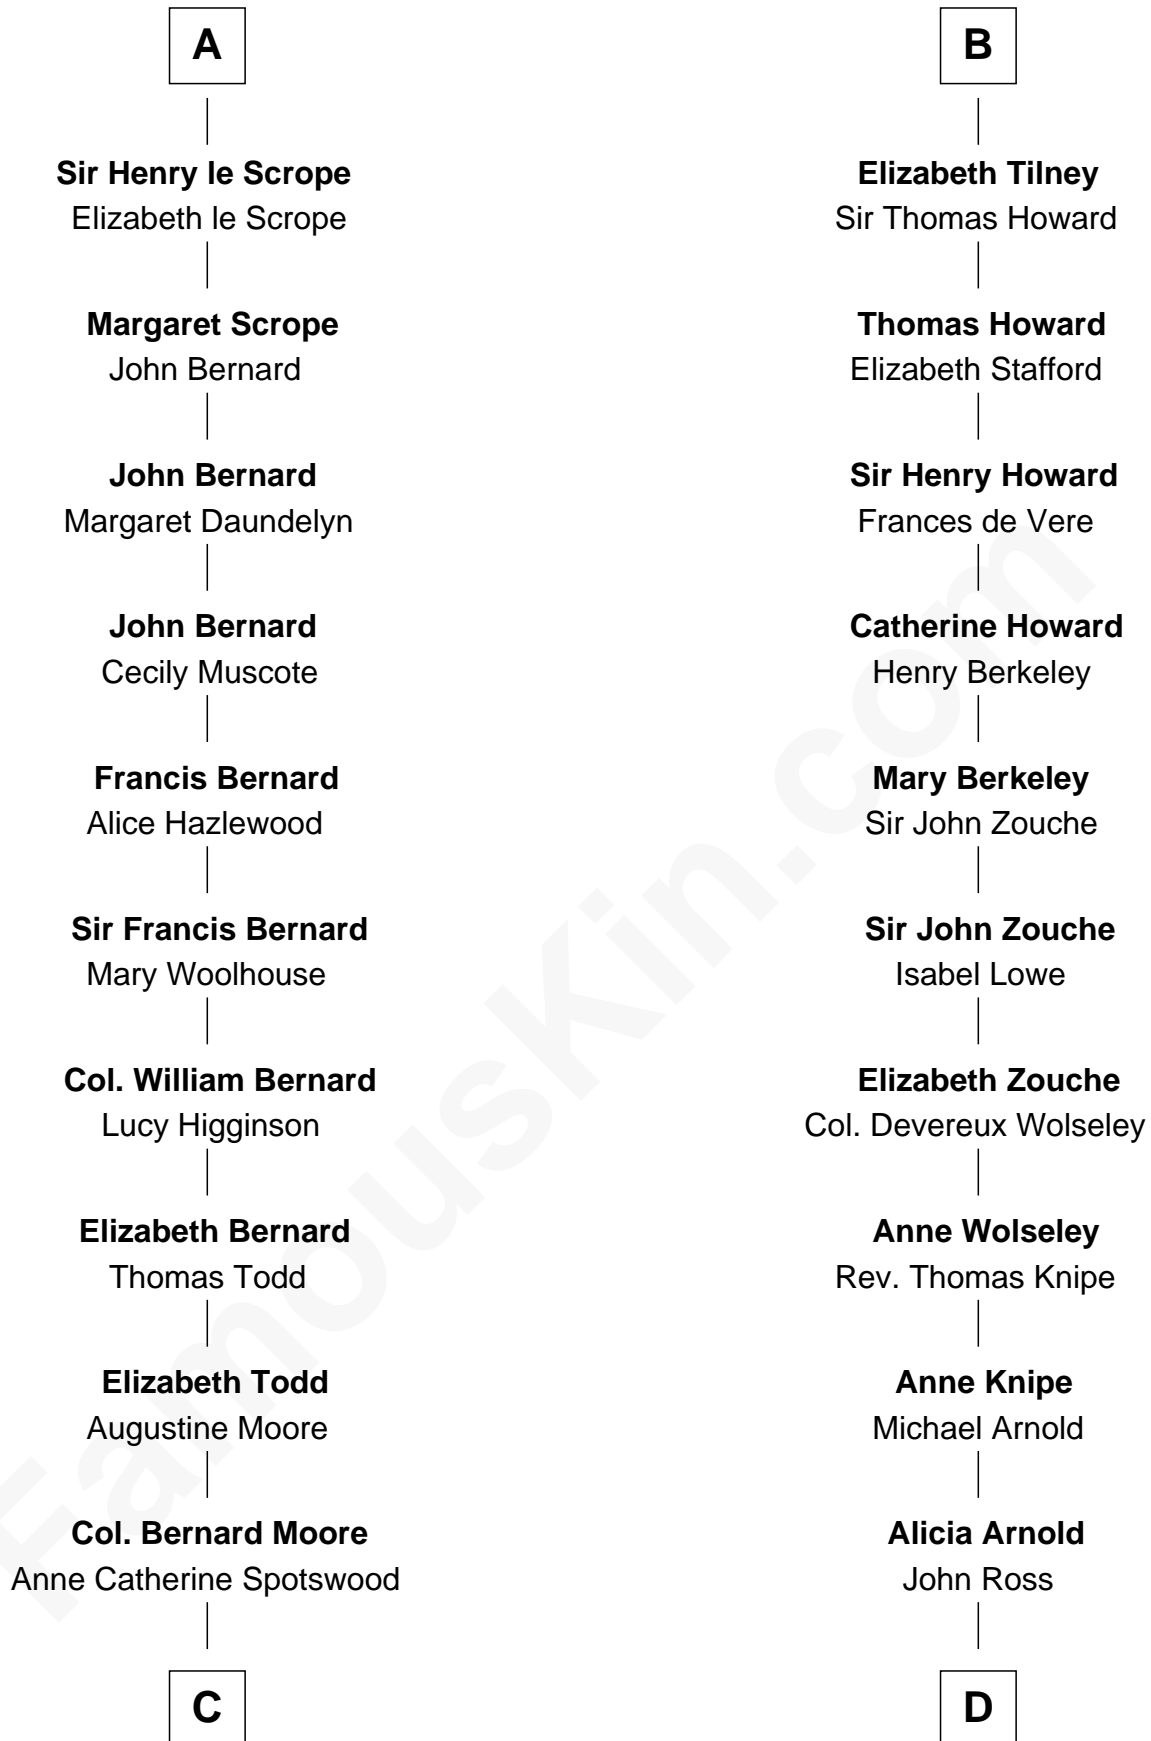 A
Sir Henry le Scrope
Elizabeth le Scrope
Margaret Scrope
John Bernard
John Bernard
Margaret Daundelyn
John Bernard
Cecily Muscote
Francis Bernard
Alice Hazlewood
Sir Francis Bernard
Mary Woolhouse
Col. William Bernard
Lucy Higginson
Elizabeth Bernard
Thomas Todd
Elizabeth Todd
Augustine Moore
Col. Bernard Moore
Anne Catherine Spotswood
C
B
Elizabeth Tilney
Sir Thomas Howard
Thomas Howard
Elizabeth Stafford
Sir Henry Howard
Frances de Vere
Catherine Howard
Henry Berkeley
Mary Berkeley
Sir John Zouche
Sir John Zouche
Isabel Lowe
Elizabeth Zouche
Col. Devereux Wolseley
Anne Wolseley
Rev. Thomas Knipe
Anne Knipe
Michael Arnold
Alicia Arnold
John Ross
D
FamousKin.com